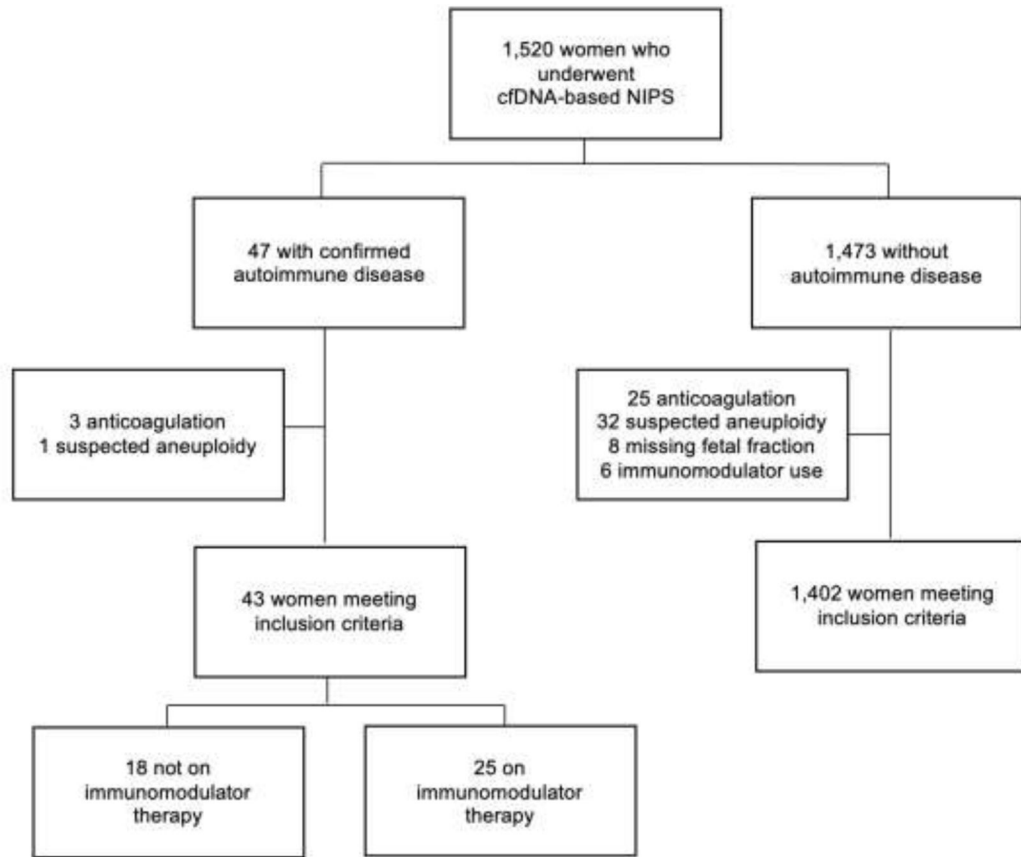 1,520 women who
underwent
cfDNA-based NIPS
47 with confirmed
autoimmune disease
1,473 without
autoimmune disease
3 anticoagulation
1 suspected aneuploidy
25 anticoagulation
32 suspected aneuploidy
8 missing fetal fraction
6 immunomodulator use
43 women meeting
inclusion criteria
1,402 women meeting
inclusion criteria
18 not on
immunomodulator
therapy
25 on
immunomodulator
therapy